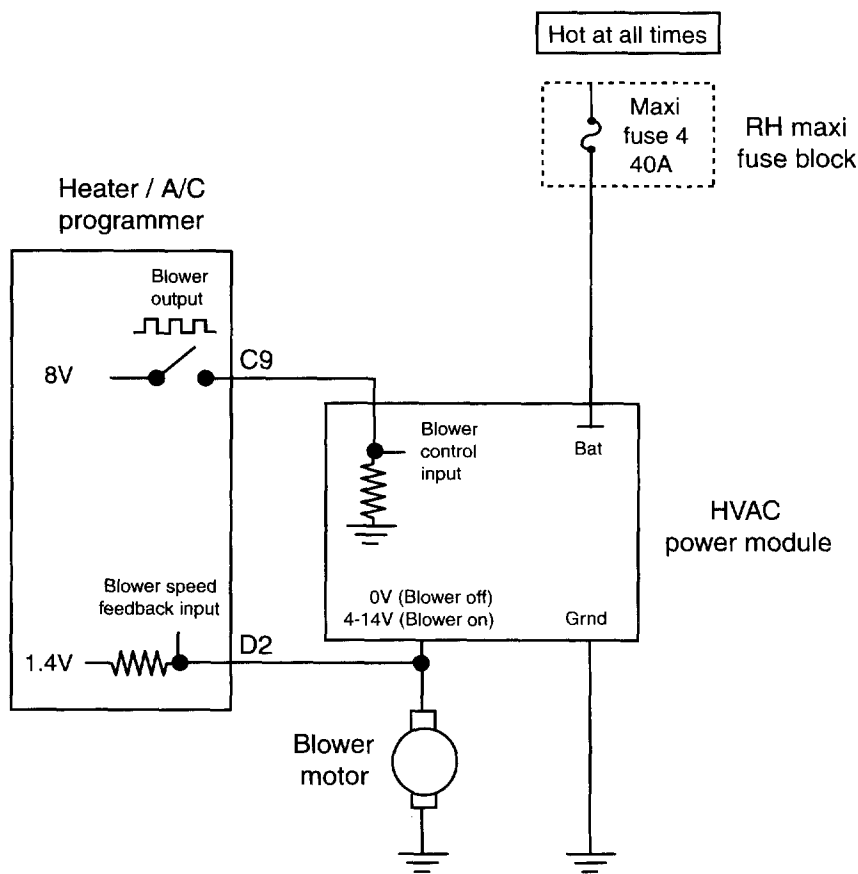 Hot at all times
Maxi
fuse 4
40A
RH maxi
fuse block
Heater / A/C
programmer
Blower
output
8V
C9
Blower
control
input
Bat
HVAC
power module
Blower speed
feedback input
0V (Blower off)
4-14V (Blower on)
Grnd
1.4V
D2
Blower
motor